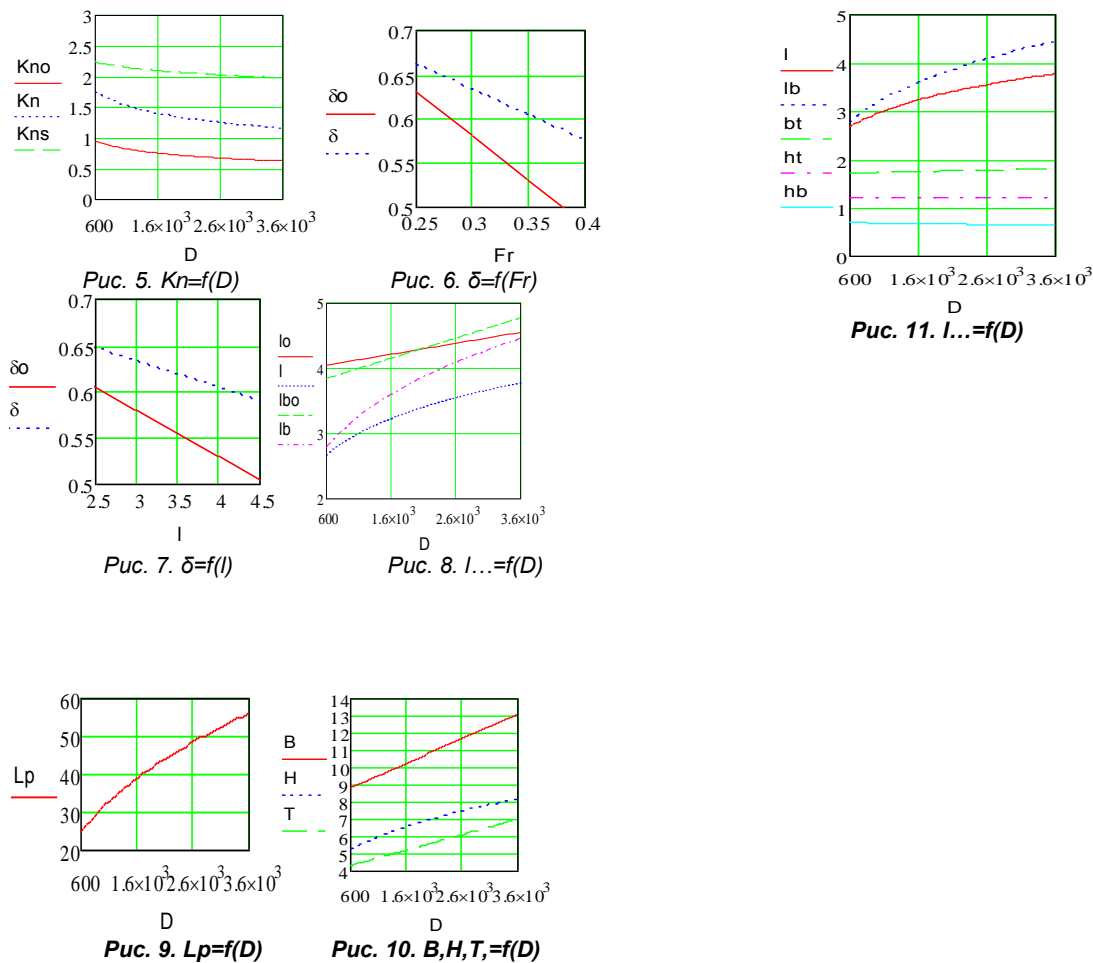 3
2.5
2
1.5
1
0.5
0
Kno
Kn
Kns
600 1.6×10³ 2.6×10³ 3.6×10³
D
Рис. 5. Kn=f(D)
0.7
0.65
0.6
0.55
0.5
δo
δ
0.25 0.3 0.35 0.4
Fr
Рис. 6. δ=f(Fr)
5
4
3
2
1
0
l
lb
bt
ht
hb
600 1.6×10³ 2.6×10³ 3.6×10³
D
Рис. 11. l...=f(D)
0.7
0.65
0.6
0.55
0.5
δo
δ
2.5 3 3.5 4 4.5
l
Рис. 7. δ=f(l)
5
4
3
2
lo
l
lbo
lb
600 1.6×10³ 2.6×10³ 3.6×10³
D
Рис. 8. l...=f(D)
60
50
40
30
20
Lp
600 1.6×10³ 2.6×10³ 3.6×10³
D
Рис. 9. Lp=f(D)
14
13
12
11
10
9
8
7
6
5
4
B
H
T
600 1.6×10³ 2.6×10³ 3.6×10³
D
Рис. 10. B,H,T,=f(D)